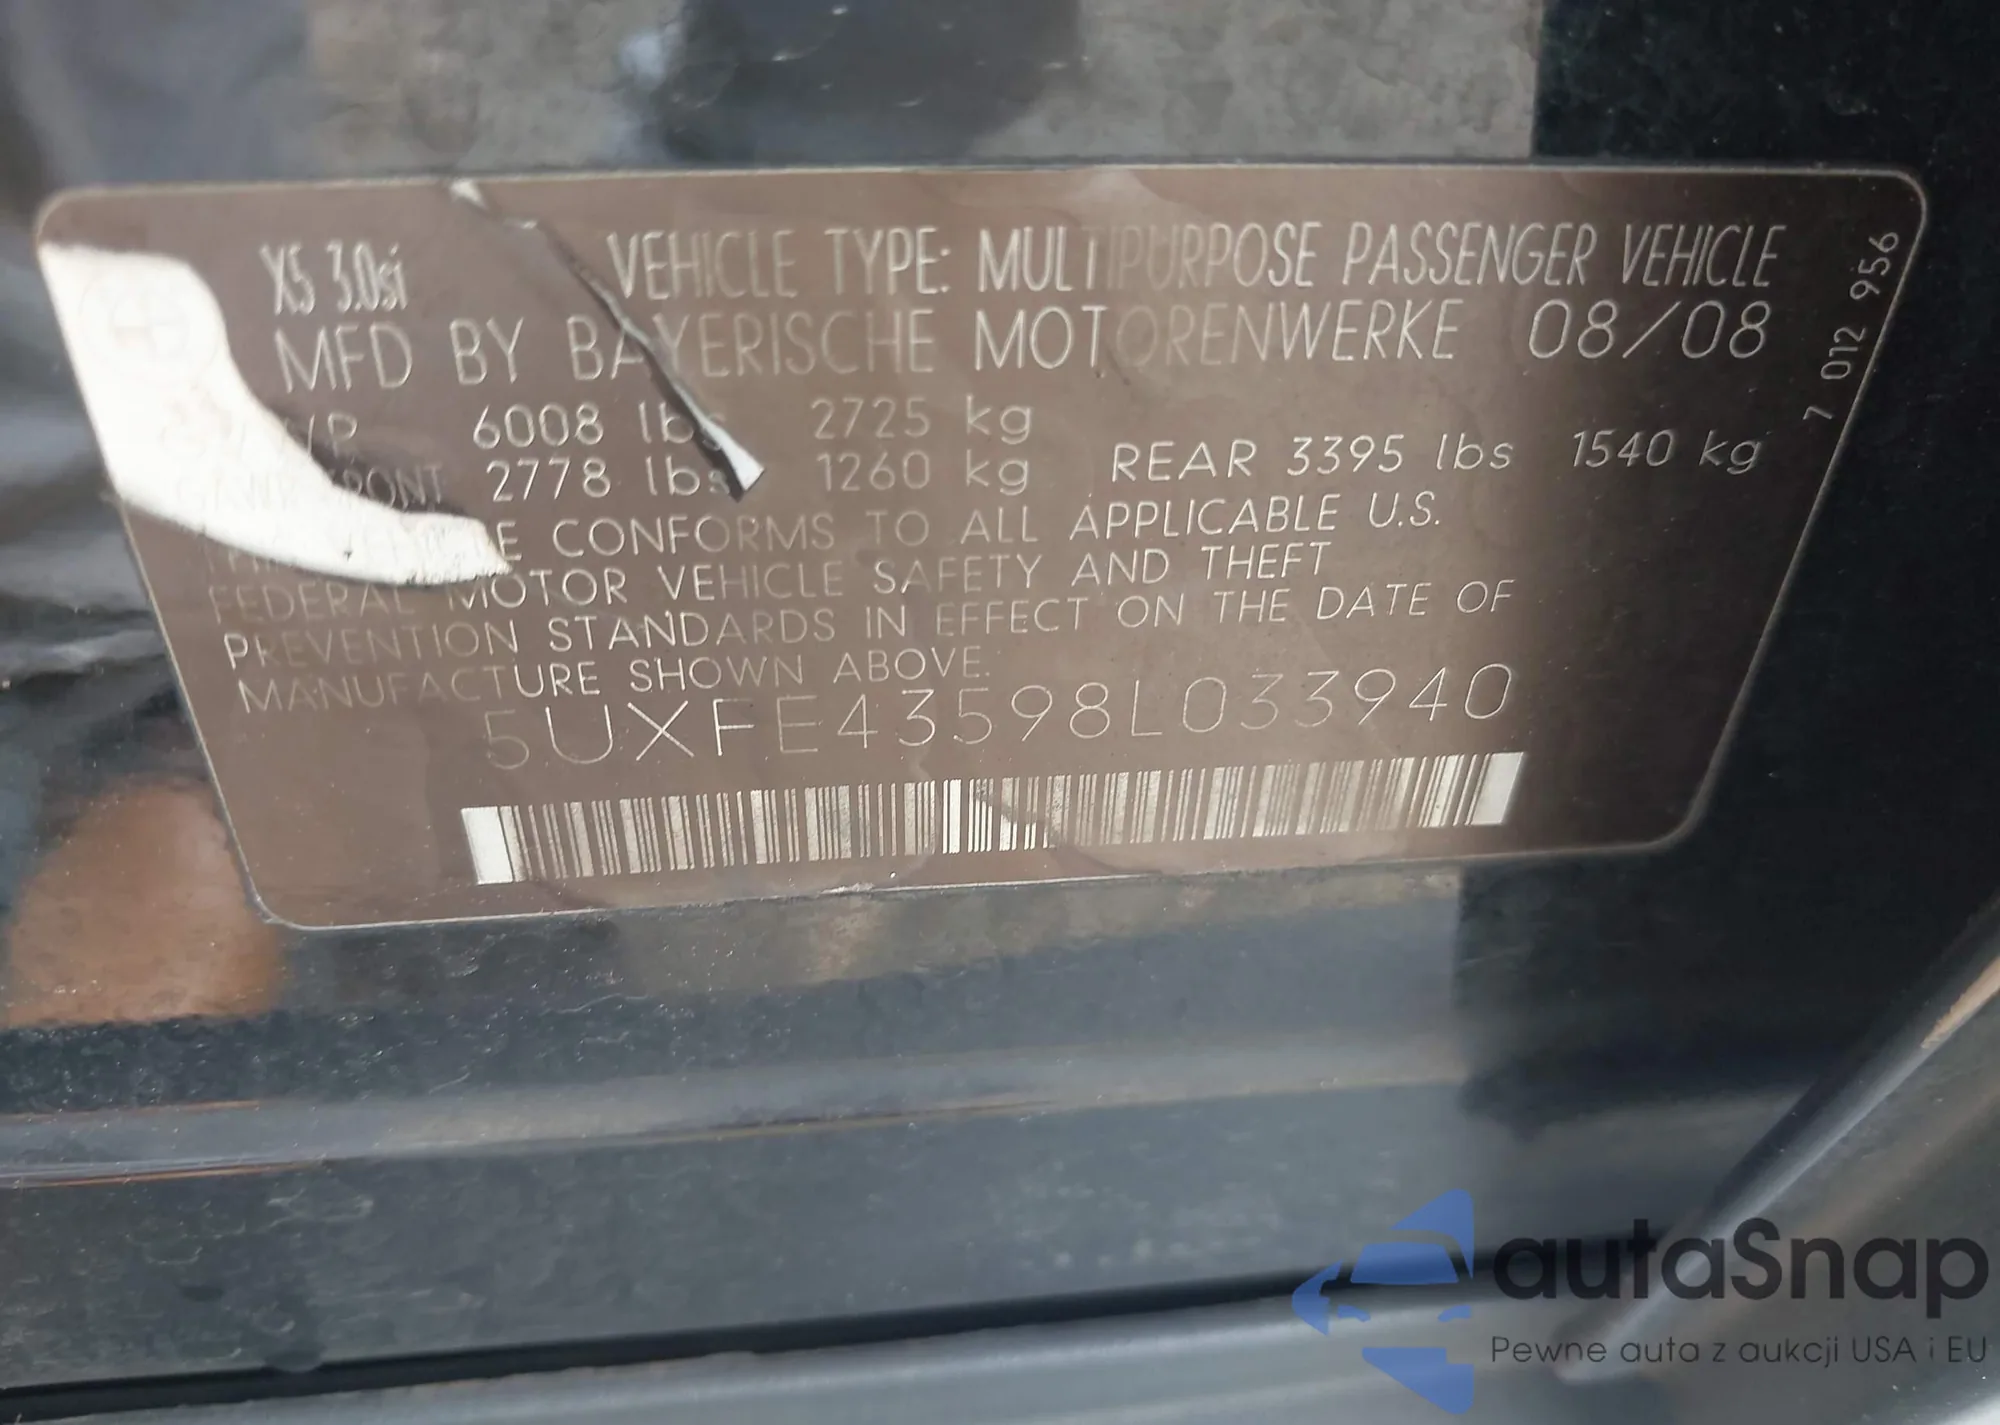 X5 3.0si VEHICLE TYPE: MULTIPURPOSE PASSENGER VEHICLE
MFD BY BAYERISCHE MOTORENWERKE 08/08
6008 lbs 2725 kg
FRONT 2778 lbs 1260 kg REAR 3395 lbs 1540 kg
VEHICLE CONFORMS TO ALL APPLICABLE U.S.
FEDERAL MOTOR VEHICLE SAFETY AND THEFT
PREVENTION STANDARDS IN EFFECT ON THE DATE OF
MANUFACTURE SHOWN ABOVE.
5UXFE43598L033940
7 012 956
autaSnap
Pewne auta z aukcji USA i EU